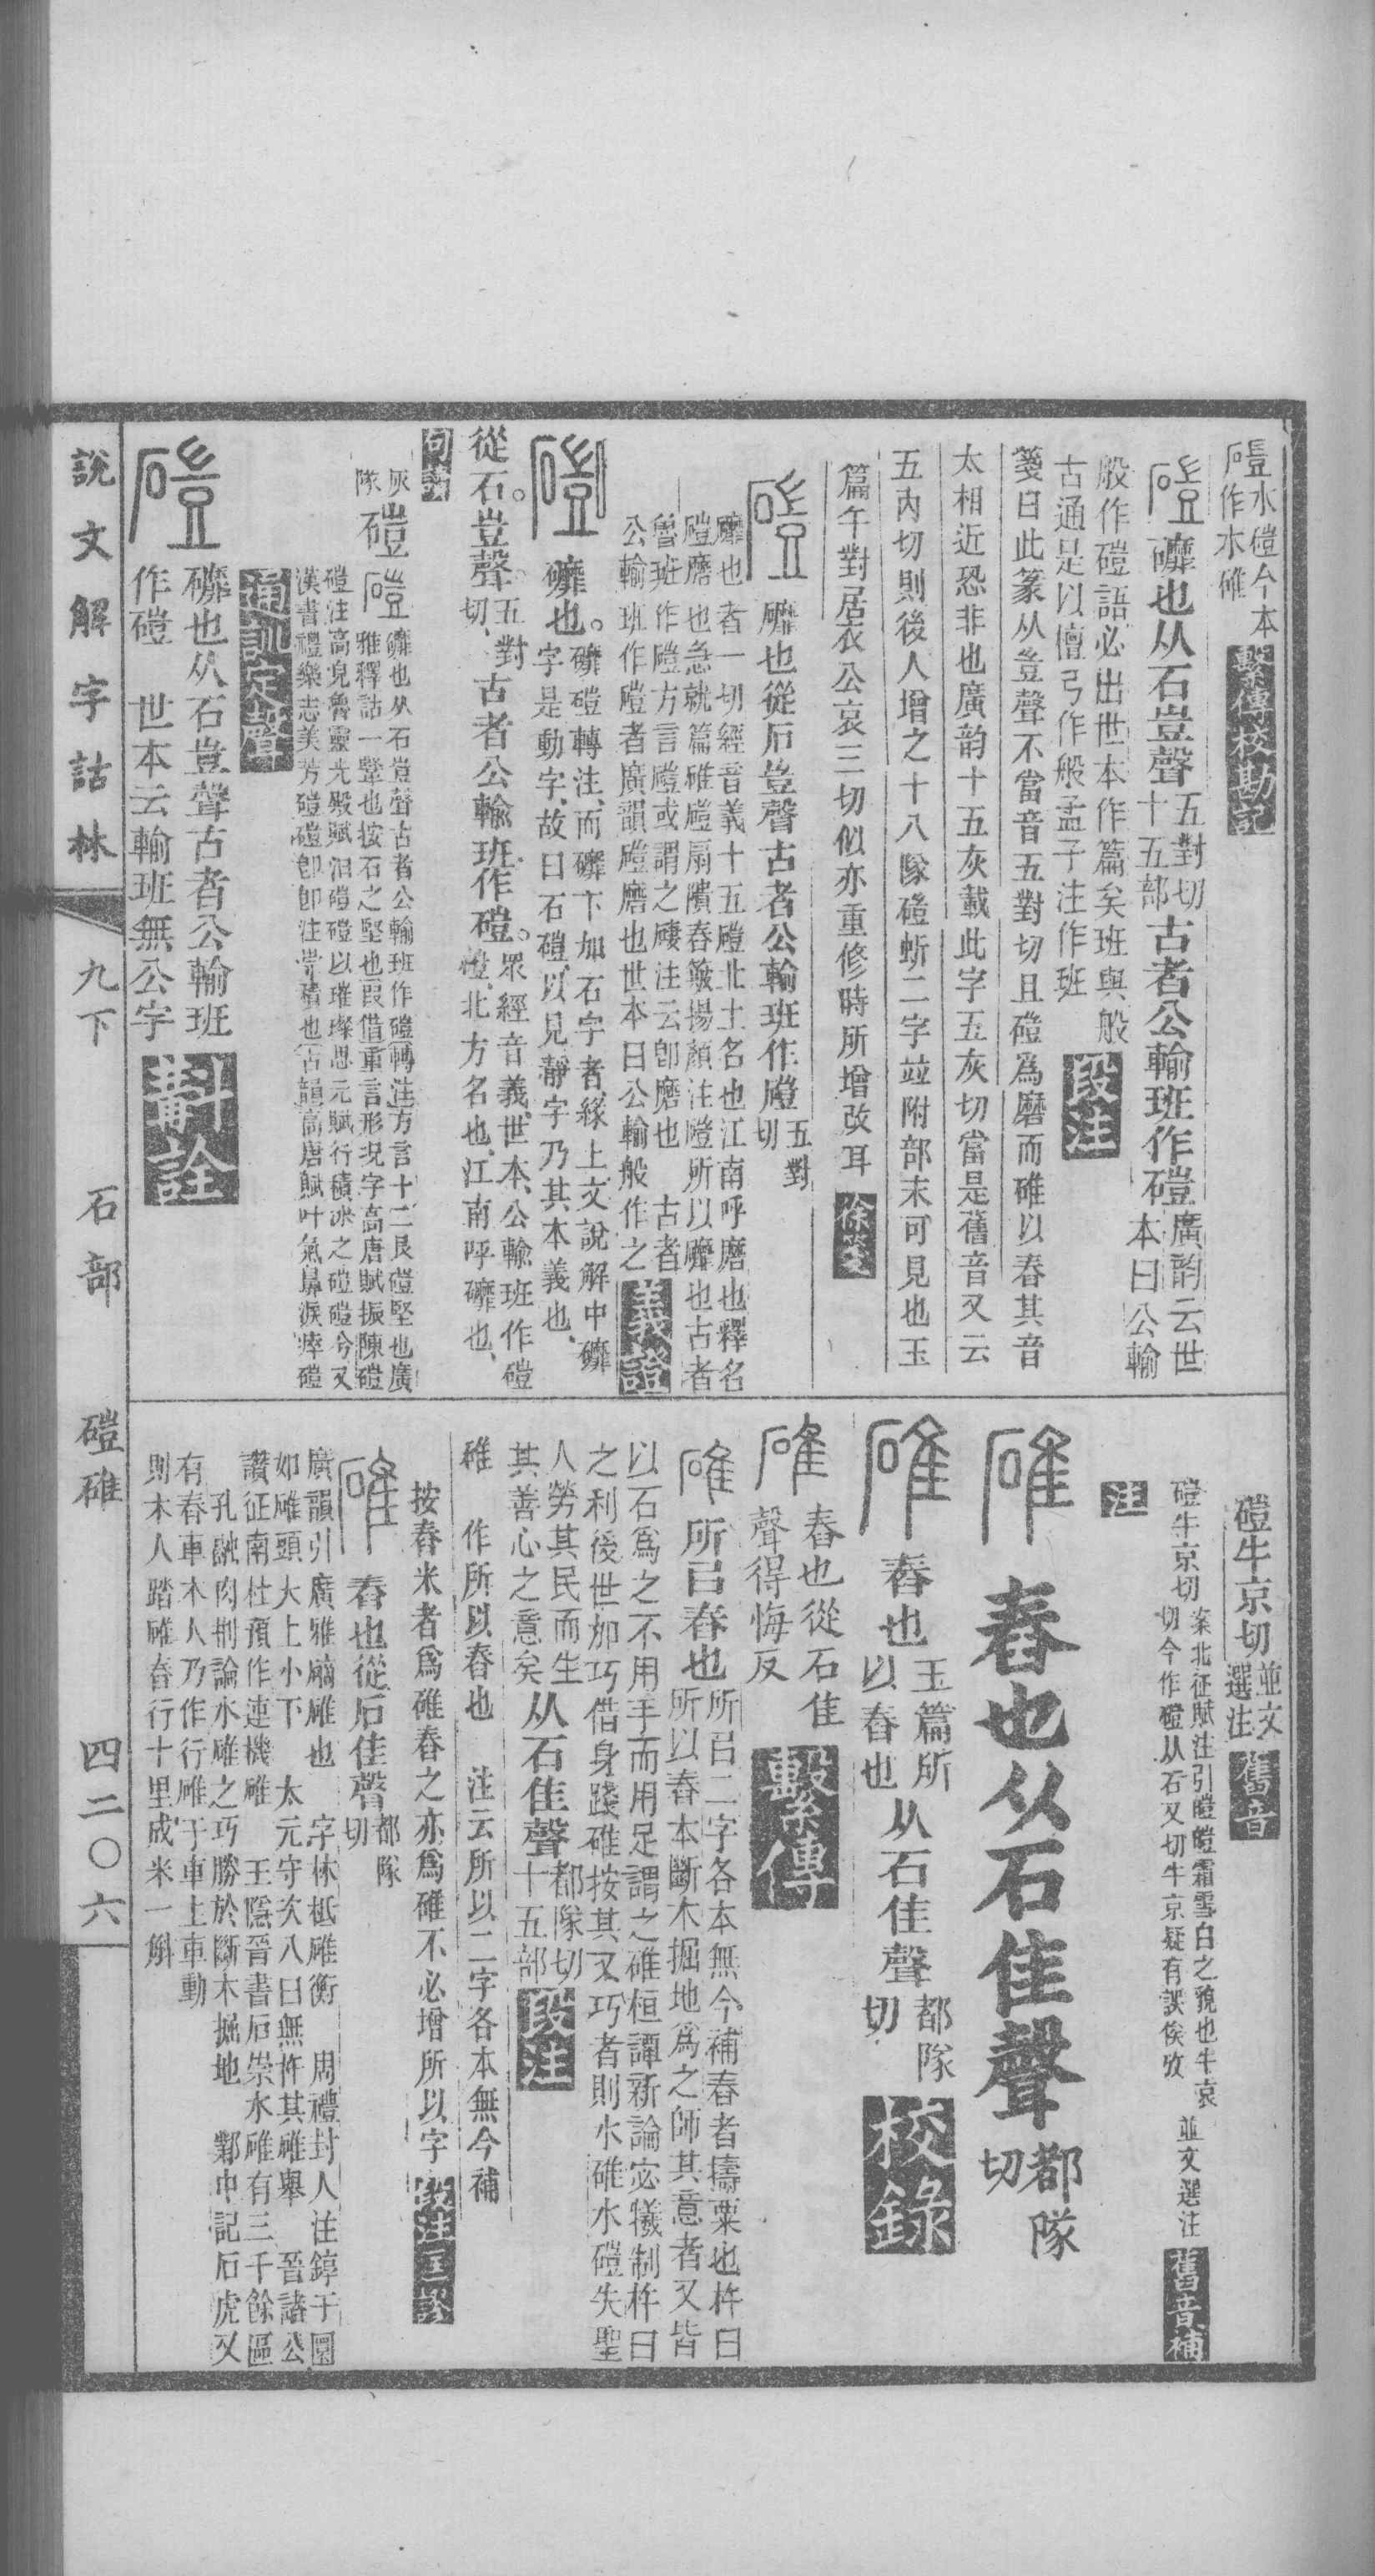 磑水磑今本
作水碓
繫傳校勘記
磑䃺也从石豈聲五對切
十五部古者公輸班作磑廣韵云世
本曰公輸
般作磑語必出世本作篇矣班與般
古通是以檀弓作般孟子注作班
段注
箋曰此篆从豈聲不當音五對切且磑爲磨而碓以舂其音
太相近恐非也廣韵十五灰載此字五灰切當是舊音又云
五內切則後人增之十八隊磑
二字竝附部末可見也玉
篇午對居衣公哀三切似亦重修時所增改耳
徐箋
磑䃺也從石豈聲古者公輸班作磑五對
切
䃺也者一切經音義十五磑北土名也江南呼磨也釋名
磑磨也急就篇碓磑扇隤舂簸揚顏注磑所以䃺也古者
魯班作磑方言磑或謂之注云卽磨也 古者
公輸班作磑者廣韻磑磨也世本曰公輸般作之
義證
磑䃺也。䃺磑轉注、而䃺下加石字者、緣上文說解中䃺
字是動字、故曰石磑、以見靜字乃其本義也、
從石。豈聲。五對
切、古者公輸班作磑。眾經音義、世本、公輸班作磑
磑、北方名也、江南呼䃺也、
句讀
灰
隊
磑磑䃺也从石豈聲古者公輸班作磑轉注方言十二艮磑堅也廣
雅釋詁一䃺也按石之堅也叚借重言形況字高唐賦振陳磑
磑注高皃魯靈光殿賦汨磑磑以璀璨思元賦行積冰之磑磑兮又
漢書禮樂志美芳磑磑卽卽注崇積也古韻高唐賦叶氣鼻淚瘁磑
通訓定聲
磑䃺也从石豈聲古者公輸班
作磑 世本云輸班無公字
斠詮
磑牛京切並文
選注
舊音
磑牛京切案北征賦注引磑磑霜雪白之貌也牛哀
切今作磑从石又切牛京疑有誤俟攷 並文選注
舊音補
注
碓舂也从石隹聲都隊
切
碓舂也玉篇所
以舂也从石隹聲都隊
切
校錄
碓舂也從石隹
聲得悔反
繫傳
碓所㠯舂也所㠯二字各本無今補舂者擣粟也杵臼
所以舂本斷木掘地爲之師其意者又皆
以石爲之不用手而用足謂之碓桓譚新論宓犧制杵臼
之利後世加巧借身踐碓按其又巧者則水碓水磑失聖
人勞其民而生
其善心之意矣从石隹聲都隊切
十五部
段注
碓 作所以舂也 注云所以二字各本無今補
按舂米者爲碓舂之亦爲碓不必增所以字
段注匡謬
碓舂也從石隹聲都隊
切
廣韻引廣雅碓也 字林碓衡 周禮封人注錞于圜
如碓頭大上小下 太元守次八曰無杵其碓舉 晉諸公
讚征南杜預作連機碓 王隱晉書石崇水碓有三千餘區
孔融肉刑論水碓之巧勝於斷木掘地 鄴中記石虎又
有舂車木人乃作行碓于車上車動
則木人踏碓舂行十里成米一斛
說文解字詁林 九下 石部 磑碓 四二〇六